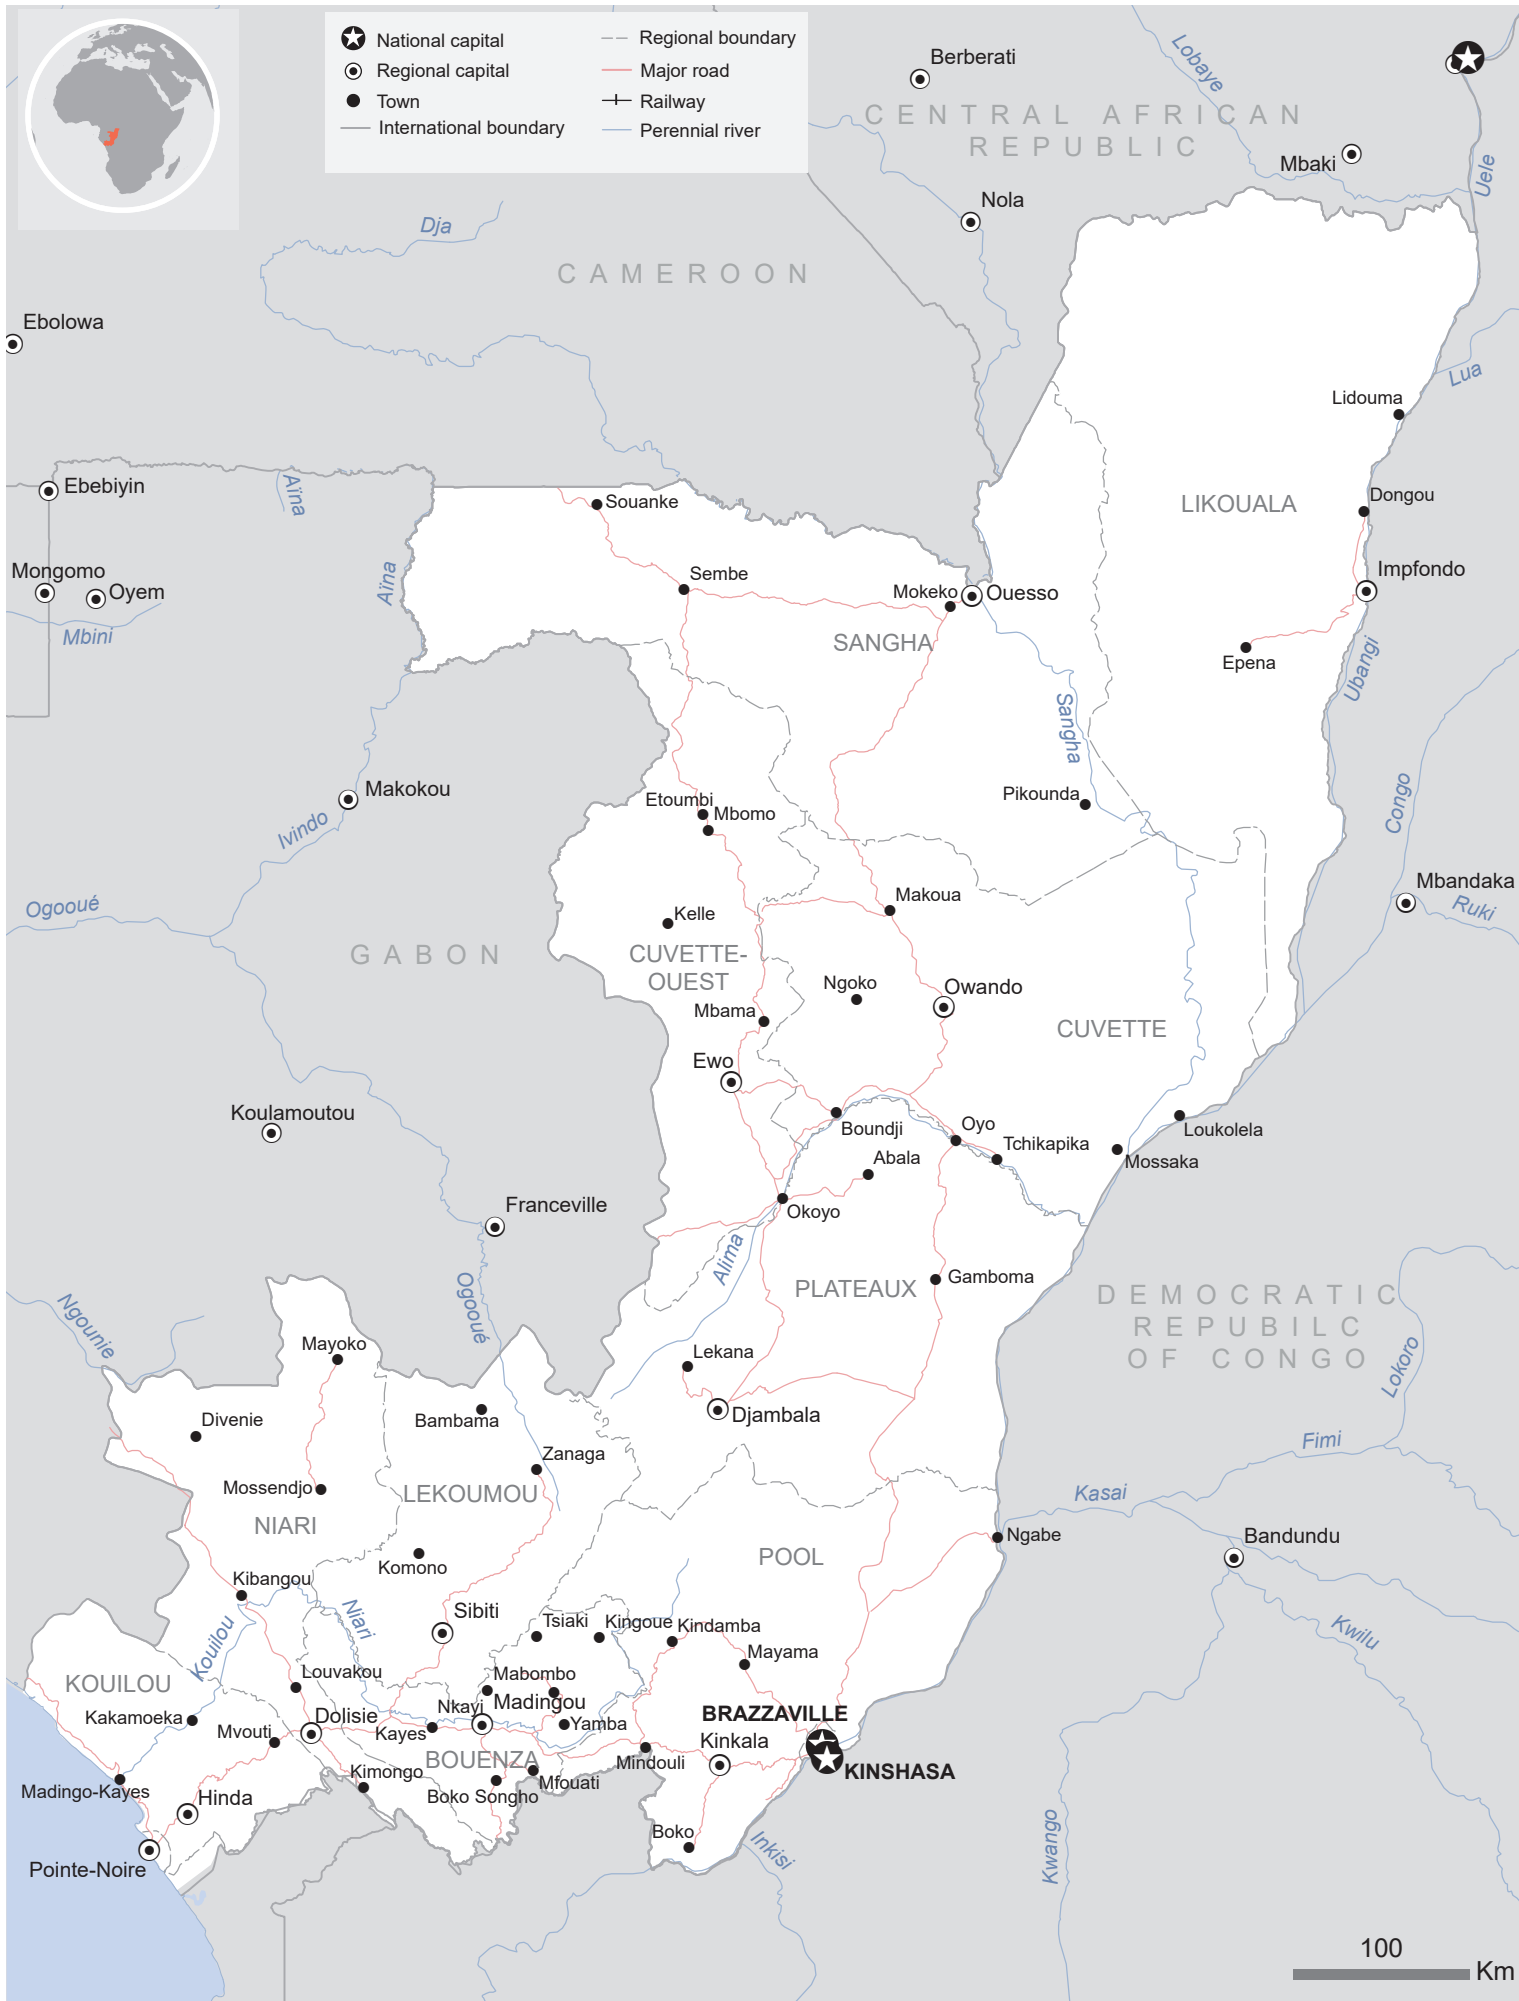 National capital
Regional capital
Town
International boundary
Regional boundary
Major road
Railway
Perennial river
Berberati
Lobaye
CENTRAL AFRICAN
REPUBLIC
Mbaki
Uele
Nola
Dja
CAMEROON
Ebolowa
Lua
Lidouma
Ebebiyin
Aïna
Souanke
LIKOUALA
Dongou
Mongomo
Oyem
Aïna
Mbini
Sembe
Mokeko
Ouesso
Impfondo
SANGHA
Epena
Ubangi
Sangha
Makokou
Ivindo
Etoumbi
Mbomo
Pikounda
Congo
Mbandaka
Ruki
Ogooué
Kelle
Makoua
GABON
CUVETTE-
OUEST
Ngoko
Owando
Mbama
CUVETTE
Ewo
Koulamoutou
Boundji
Oyo
Loukolela
Tchikapika
Mossaka
Abala
Franceville
Okoyo
Alima
Ogooué
PLATEAUX
Gamboma
DEMOCRATIC
REPUBILC
OF CONGO
Ngounie
Mayoko
Lekana
Lokoro
Divenie
Bambama
Djambala
Zanaga
Fimi
Mossendjo
LEKOUMOU
Kasai
NIARI
Ngabe
Bandundu
POOL
Komono
Kibangou
Niari
Sibiti
Tsiaki
Kingoue
Kindamba
Kwilu
Kouilou
Mayama
KOUILOU
Louvakou
Mabombo
Madingou
Kakamoeka
Dolisie
Nkayi
BRAZZAVILLE
Mvouti
Kayes
Yamba
Kinkala
BOUENZA
Mindouli
KINSHASA
Madingo-Kayes
Kimongo
Mfouati
Boko Songho
Hinda
Boko
Inkisi
Kwango
Pointe-Noire
100
Km